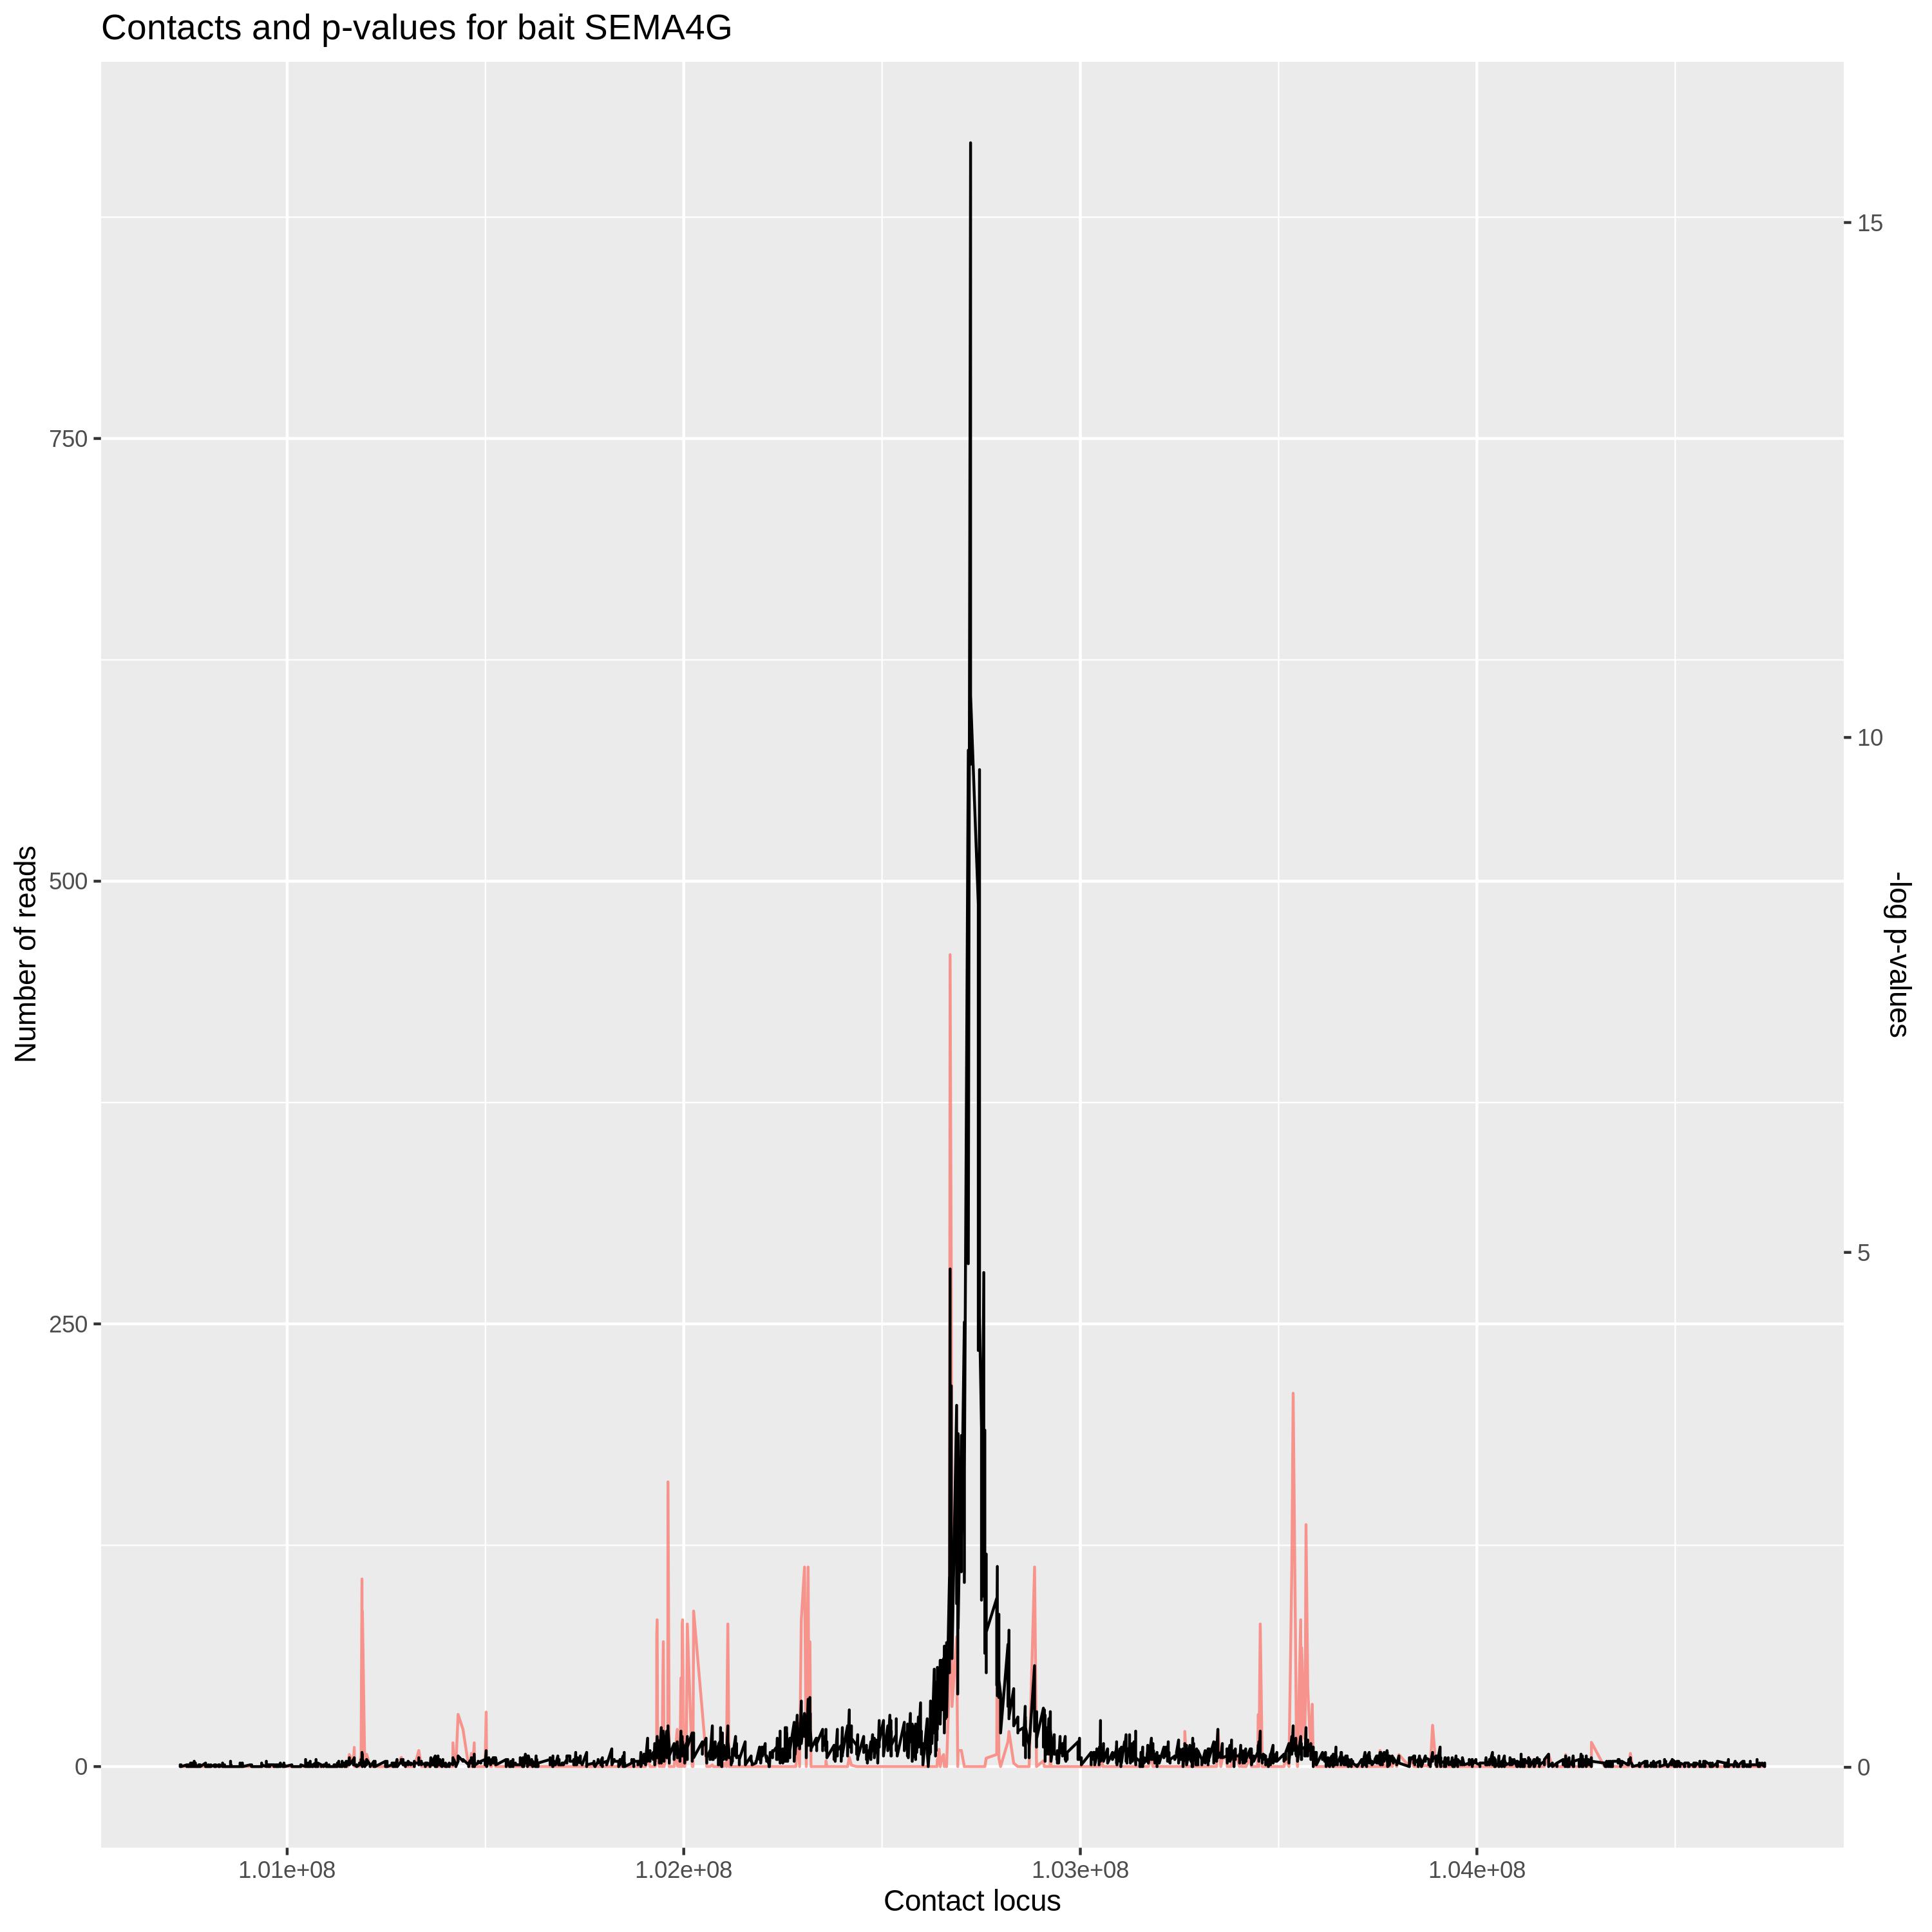 Contacts and p-values for bait SEMA4G
Number of reads
750
500
250
0
15
10
5
0
-log p-values
1.01e+08
1.02e+08
1.03e+08
1.04e+08
Contact locus